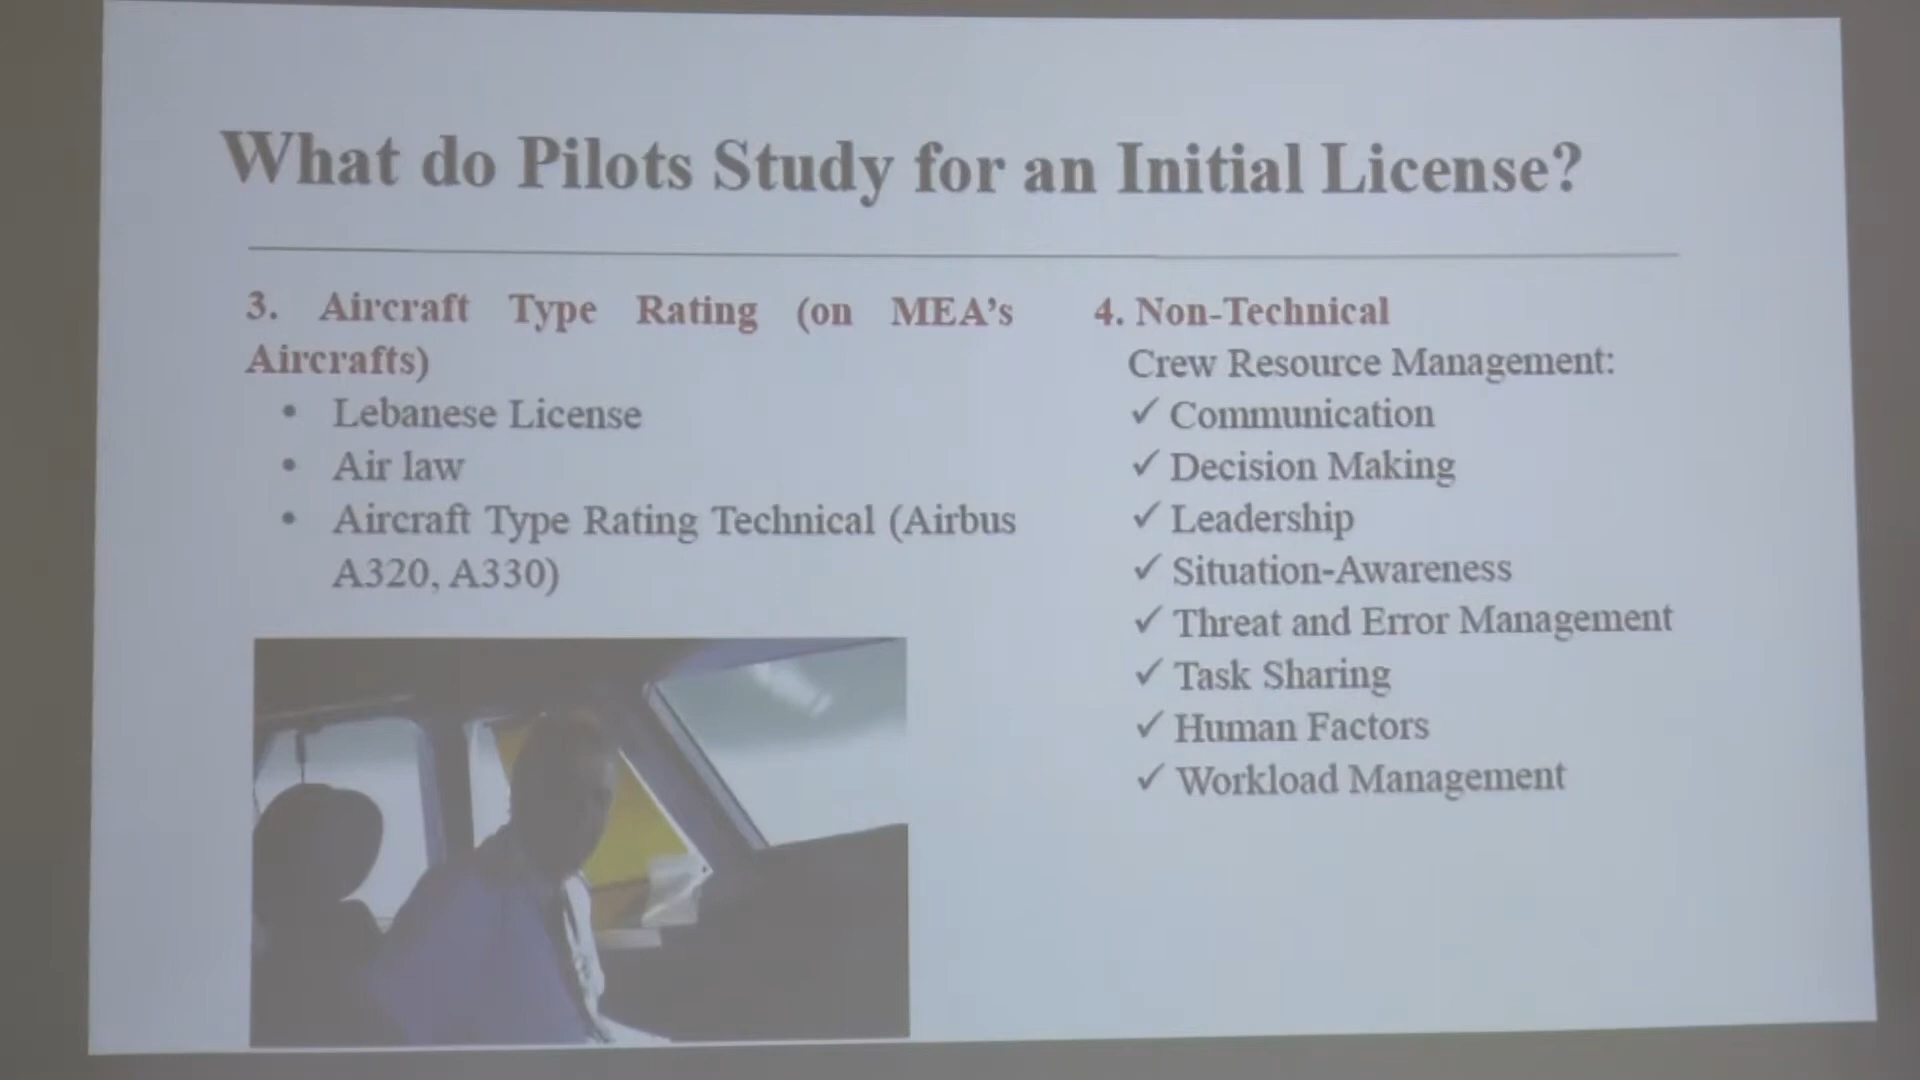 What do Pilots Study for an Initial License?
3. Aircraft Type Rating (on MEA's
Aircrafts)
• Lebanese License
• Air law
• Aircraft Type Rating Technical (Airbus
A320, A330)
4. Non-Technical
Crew Resource Management:
✓ Communication
✓ Decision Making
✓ Leadership
✓ Situation-Awareness
✓ Threat and Error Management
✓ Task Sharing
✓ Human Factors
✓ Workload Management